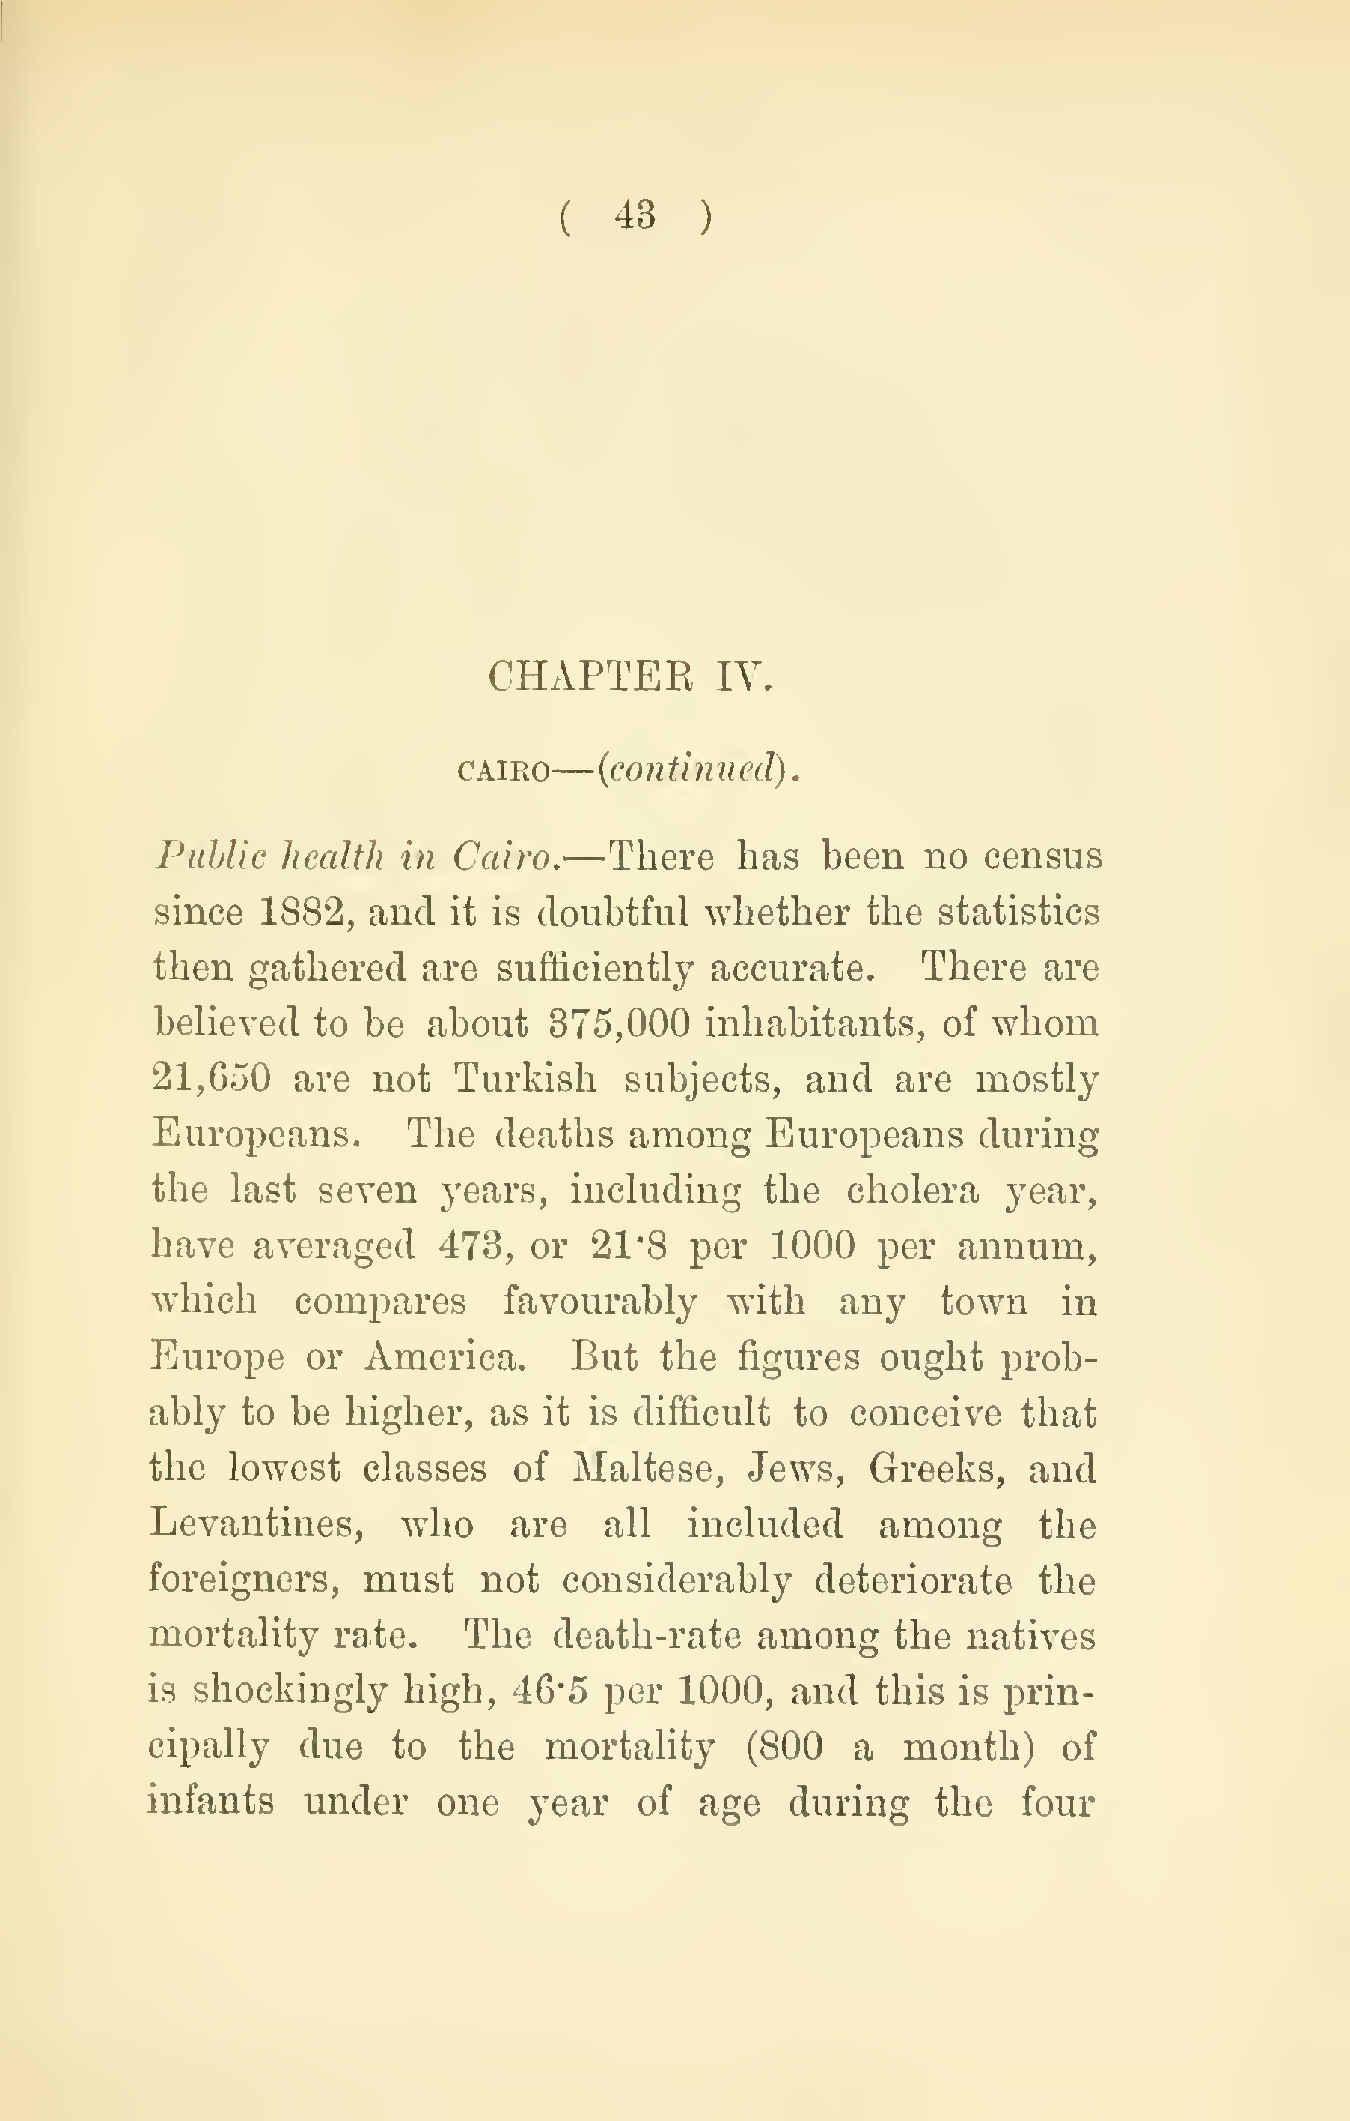 ( 43 )
CHAPTER IV.
CAIRO—(continued).
Public health in Cairo.—There has been no census
since 1882, and it is doubtful whether the statistics
then gathered are sufficiently accurate. There are
believed to be about 375,000 inhabitants, of whom
21,650 are not Turkish subjects, and are mostly
Europeans. The deaths among Europeans during
the last seven years, including the cholera year,
have averaged 473, or 21·8 per 1000 per annum,
which compares favourably with any town in
Europe or America. But the figures ought prob-
ably to be higher, as it is difficult to conceive that
the lowest classes of Maltese, Jews, Greeks, and
Levantines, who are all included among the
foreigners, must not considerably deteriorate the
mortality rate. The death-rate among the natives
is shockingly high, 46·5 per 1000, and this is prin-
cipally due to the mortality (800 a month) of
infants under one year of age during the four